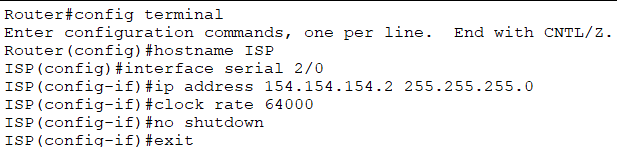 Router#config terminal
Enter configuration commands, one per line.  End with CNTL/Z.
Router(config)#hostname ISP
ISP(config)#interface serial 2/0
ISP(config-if)#ip address 154.154.154.2 255.255.255.0
ISP(config-if)#clock rate 64000
ISP(config-if)#no shutdown
ISP(config-if)#exit